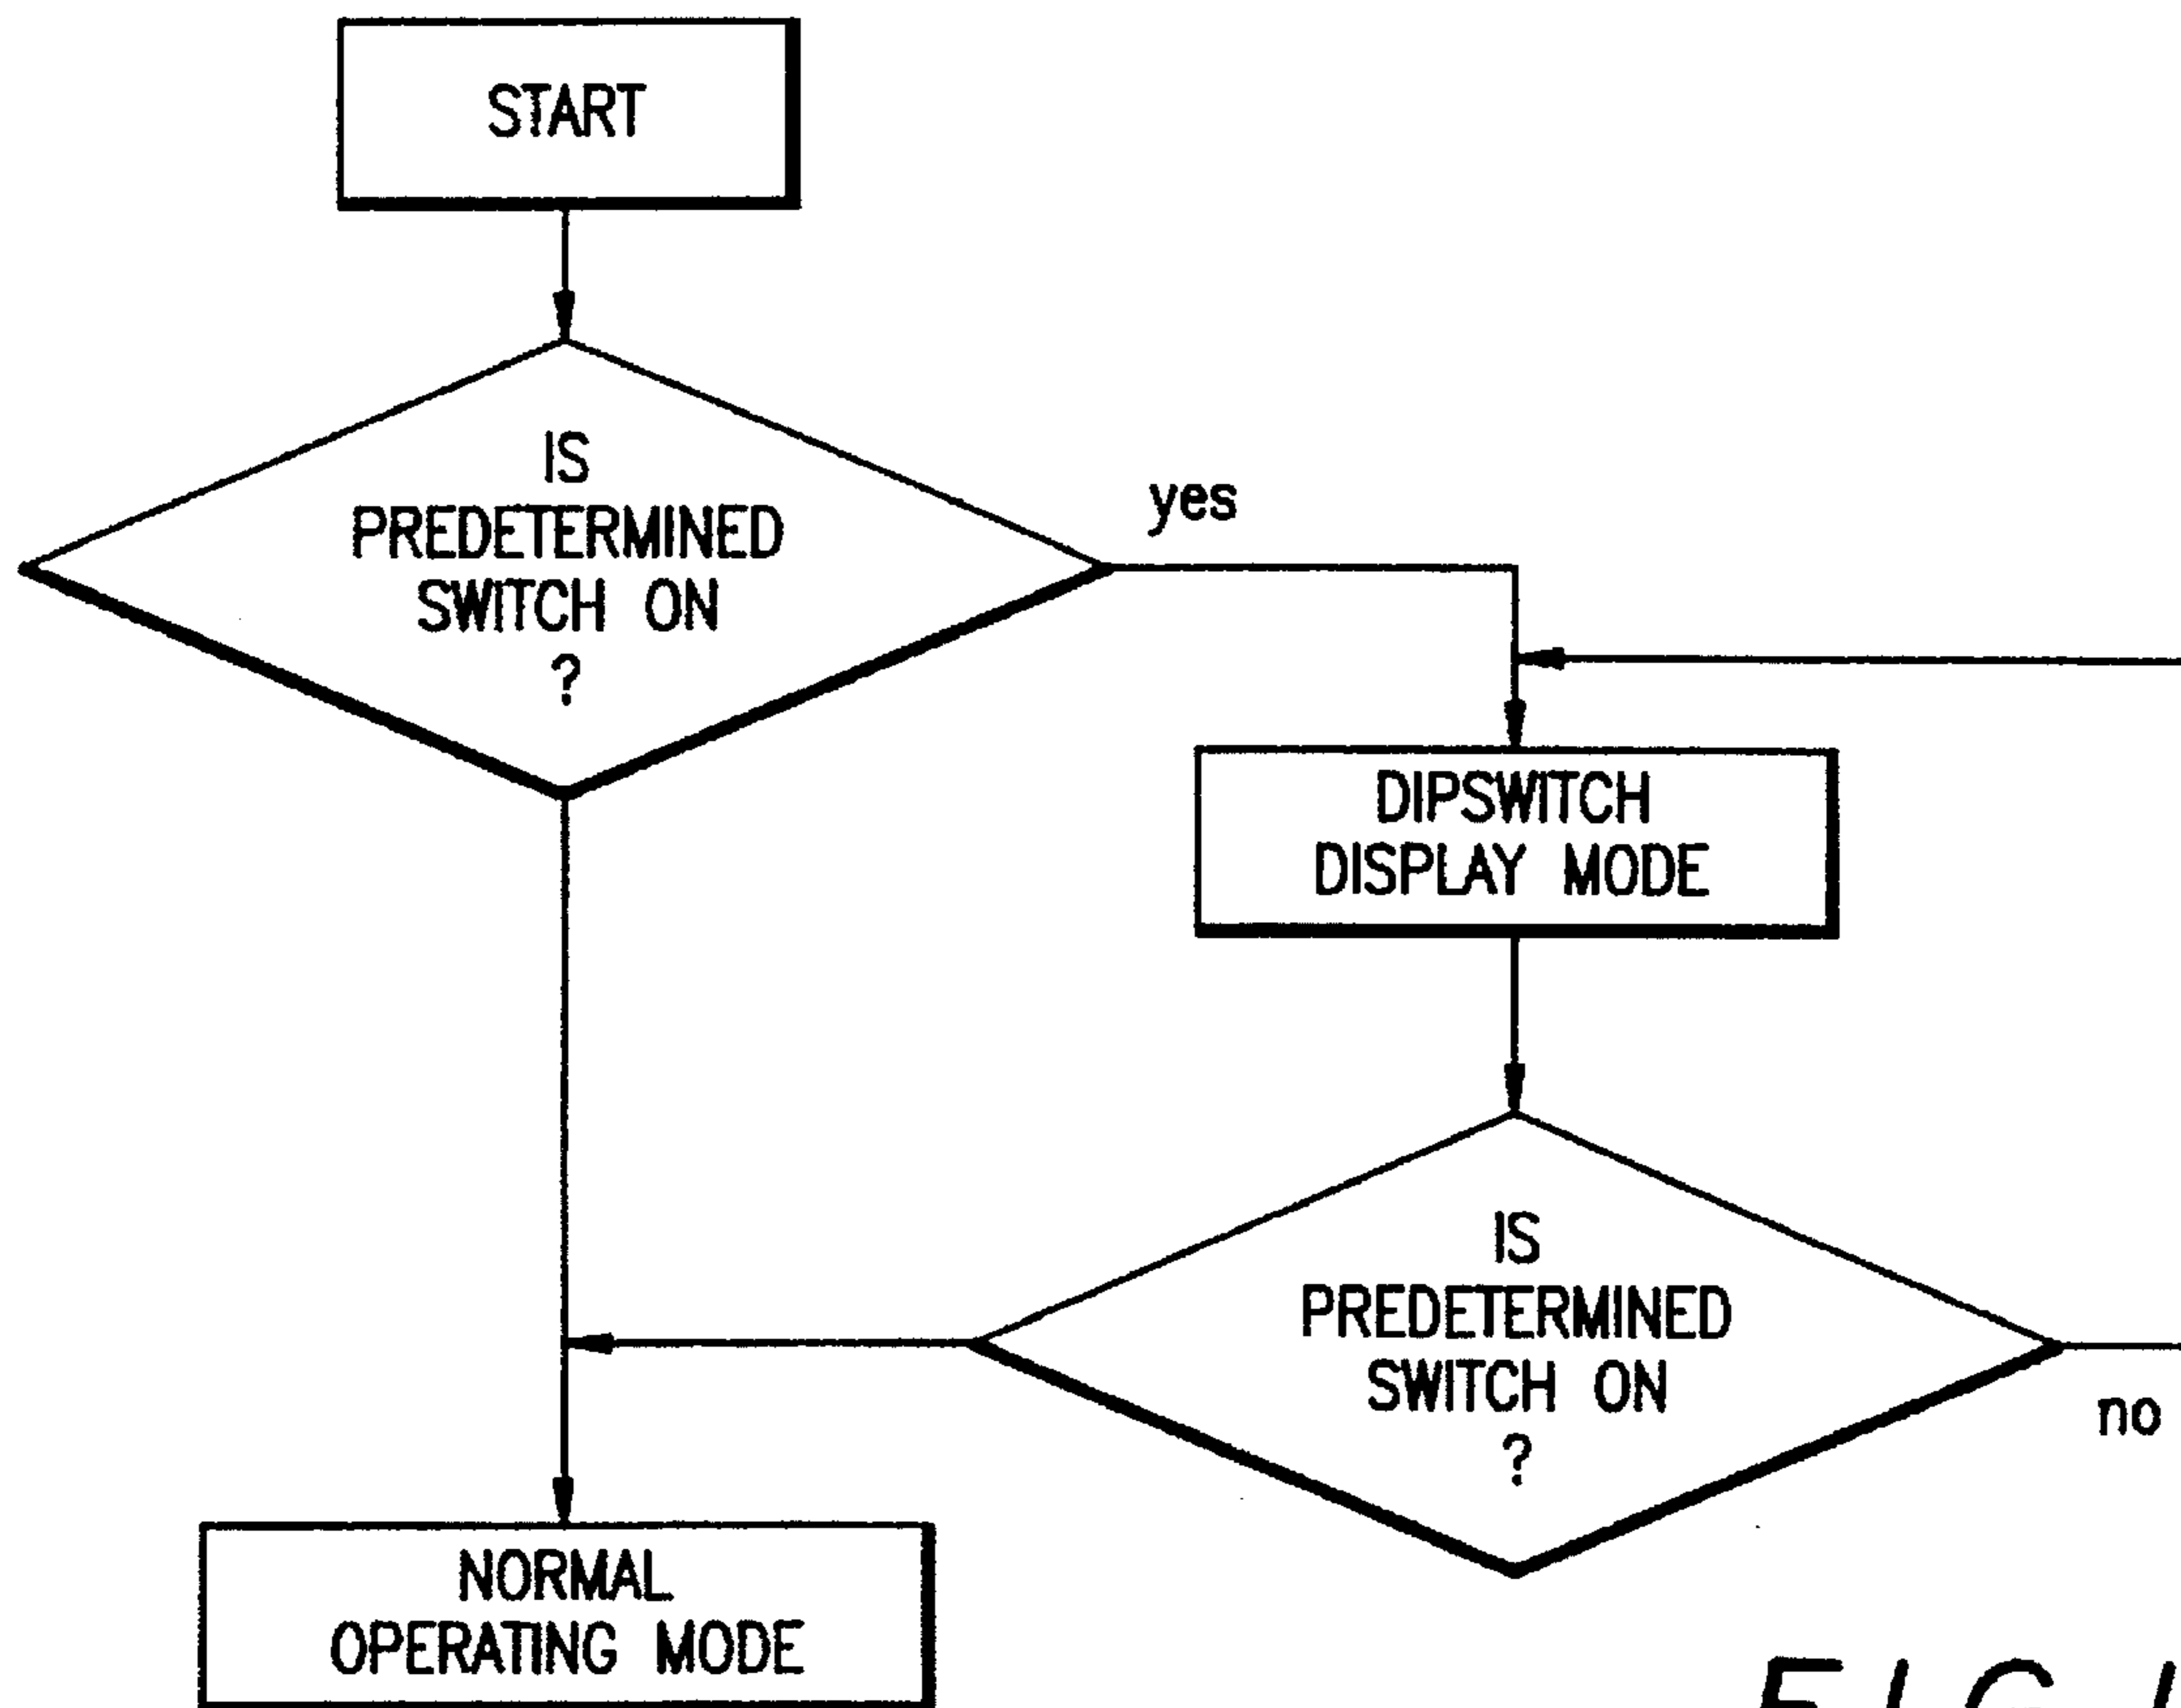 START
IS
PREDETERMINED
SWITCH ON
?
yes
DIPSWITCH
DISPLAY MODE
IS
PREDETERMINED
SWITCH ON
?
no
NORMAL
OPERATING MODE